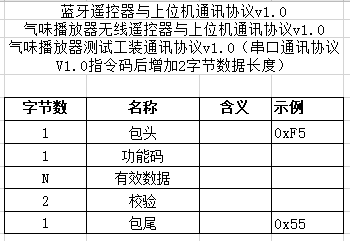 蓝牙遥控器与上位机通讯协议v1.0
气味播放器无线遥控器与上位机通讯协议v1.0
气味播放器测试工装通讯协议v1.0（串口通讯协议
V1.0指令码后增加2字节数据长度）
字节数 名称 含义 示例
1 包头 0xF5
1 功能码
N 有效数据
2 校验
1 包尾 0x55